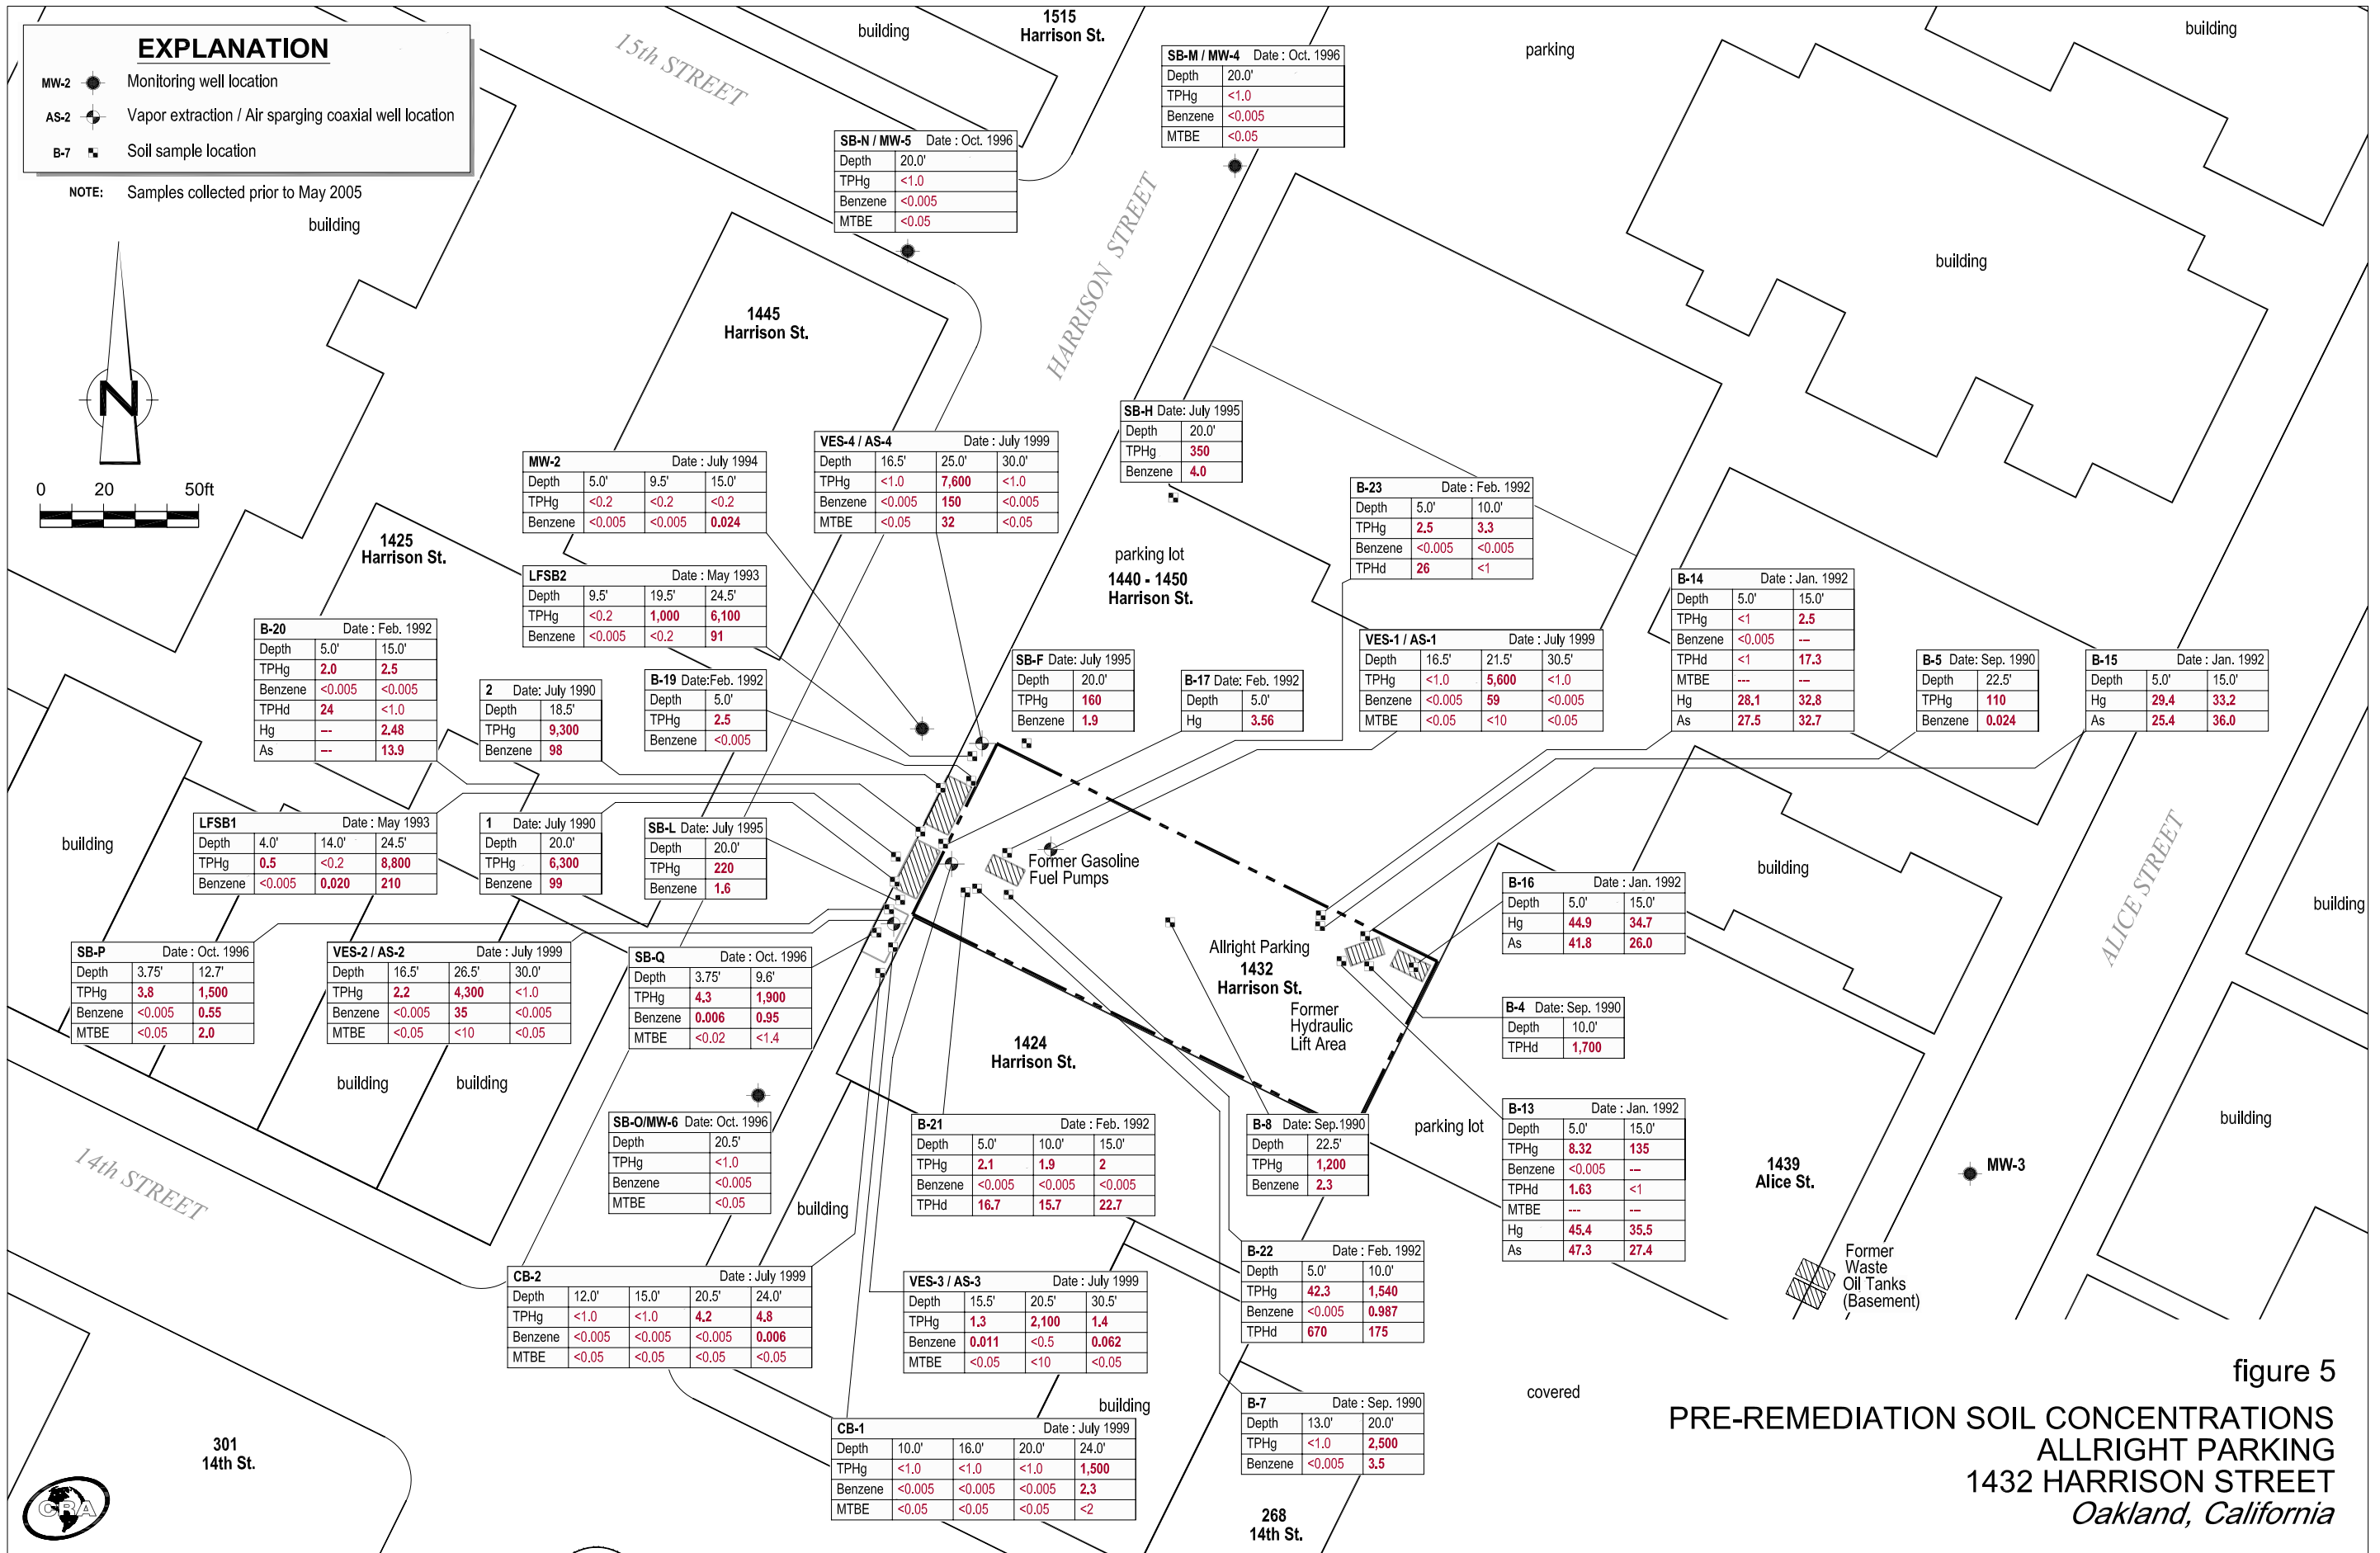 EXPLANATION
MW-2 Monitoring well location
AS-2 Vapor extraction / Air sparging coaxial well location
B-7 Soil sample location
NOTE: Samples collected prior to May 2005
building
15th STREET
building
1515
Harrison St.
parking
building
SB-M / MW-4 Date : Oct. 1996
Depth 20.0'
TPHg <1.0
Benzene <0.005
MTBE <0.05
SB-N / MW-5 Date : Oct. 1996
Depth 20.0'
TPHg <1.0
Benzene <0.005
MTBE <0.05
HARRISON STREET
building
N
0 20 50ft
1445
Harrison St.
1425
Harrison St.
MW-2 Date : July 1994
Depth 5.0' 9.5' 15.0'
TPHg <0.2 <0.2 <0.2
Benzene <0.005 <0.005 0.024
VES-4 / AS-4 Date : July 1999
Depth 16.5' 25.0' 30.0'
TPHg <1.0 7,600 <1.0
Benzene <0.005 150 <0.005
MTBE <0.05 32 <0.05
SB-H Date: July 1995
Depth 20.0'
TPHg 350
Benzene 4.0
B-23 Date : Feb. 1992
Depth 5.0' 10.0'
TPHg 2.5 3.3
Benzene <0.005 <0.005
TPHd 26 <1
parking lot
1440 - 1450
Harrison St.
LFSB2 Date : May 1993
Depth 9.5' 19.5' 24.5'
TPHg <0.2 1,000 6,100
Benzene <0.005 <0.2 91
B-14 Date : Jan. 1992
Depth 5.0' 15.0'
TPHg <1 2.5
Benzene <0.005 ---
TPHd <1 17.3
MTBE --- ---
Hg 28.1 32.8
As 27.5 32.7
B-20 Date : Feb. 1992
Depth 5.0' 15.0'
TPHg 2.0 2.5
Benzene <0.005 <0.005
TPHd 24 <1.0
Hg --- 2.48
As --- 13.9
2 Date: July 1990
Depth 18.5'
TPHg 9,300
Benzene 98
B-19 Date:Feb. 1992
Depth 5.0'
TPHg 2.5
Benzene <0.005
SB-F Date: July 1995
Depth 20.0'
TPHg 160
Benzene 1.9
B-17 Date: Feb. 1992
Depth 5.0'
Hg 3.56
VES-1 / AS-1 Date : July 1999
Depth 16.5' 21.5' 30.5'
TPHg <1.0 5,600 <1.0
Benzene <0.005 59 <0.005
MTBE <0.05 <10 <0.05
B-5 Date: Sep. 1990
Depth 22.5'
TPHg 110
Benzene 0.024
B-15 Date : Jan. 1992
Depth 5.0' 15.0'
Hg 29.4 33.2
As 25.4 36.0
building
LFSB1 Date : May 1993
Depth 4.0' 14.0' 24.5'
TPHg 0.5 <0.2 8,800
Benzene <0.005 0,020 210
1 Date: July 1990
Depth 20.0'
TPHg 6,300
Benzene 99
SB-L Date: July 1995
Depth 20.0'
TPHg 220
Benzene 1.6
Former Gasoline
Fuel Pumps
building
ALICE STREET
building
B-16 Date : Jan. 1992
Depth 5.0' 15.0'
Hg 44.9 34.7
As 41.8 26.0
Allright Parking
1432
Harrison St.
Former
Hydraulic
Lift Area
SB-P Date : Oct. 1996
Depth 3.75' 12.7'
TPHg 3.8 1,500
Benzene <0.005 0.55
MTBE <0.05 2.0
VES-2 / AS-2 Date : July 1999
Depth 16.5' 26.5' 30.0'
TPHg 2.2 4,300 <1.0
Benzene <0.005 35 <0.005
MTBE <0.05 <10 <0.05
SB-Q Date : Oct. 1996
Depth 3.75' 9.6'
TPHg 4.3 1,900
Benzene 0.006 0.95
MTBE <0.02 <1.4
B-4 Date: Sep. 1990
Depth 10.0'
TPHd 1,700
1424
Harrison St.
building
building
SB-O/MW-6 Date: Oct. 1996
Depth 20.5'
TPHg <1.0
Benzene <0.005
MTBE <0.05
B-21 Date : Feb. 1992
Depth 5.0' 10.0' 15.0'
TPHg 2.1 1.9 2
Benzene <0.005 <0.005 <0.005
TPHd 16.7 15.7 22.7
B-8 Date: Sep.1990
Depth 22.5'
TPHg 1,200
Benzene 2.3
parking lot
B-13 Date : Jan. 1992
Depth 5.0' 15.0'
TPHg 8.32 135
Benzene <0.005 ---
TPHd 1.63 <1
MTBE --- ---
Hg 45.4 35.5
As 47.3 27.4
1439
Alice St.
MW-3
building
14th STREET
building
Former
Waste
Oil Tanks
(Basement)
CB-2 Date : July 1999
Depth 12.0' 15.0' 20.5' 24.0'
TPHg <1.0 <1.0 4.2 4.8
Benzene <0.005 <0.005 <0.005 0.006
MTBE <0.05 <0.05 <0.05 <0.05
VES-3 / AS-3 Date : July 1999
Depth 15.5' 20.5' 30.5'
TPHg 1.3 2,100 1.4
Benzene 0.011 <0.5 0.062
MTBE <0.05 <10 <0.05
B-22 Date : Feb. 1992
Depth 5.0' 10.0'
TPHg 42.3 1,540
Benzene <0.005 0.987
TPHd 670 175
building
covered
B-7 Date : Sep. 1990
Depth 13.0' 20.0'
TPHg <1.0 2,500
Benzene <0.005 3.5
CB-1 Date : July 1999
Depth 10.0' 16.0' 20.0' 24.0'
TPHg <1.0 <1.0 <1.0 1,500
Benzene <0.005 <0.005 <0.005 2.3
MTBE <0.05 <0.05 <0.05 <2
301
14th St.
268
14th St.
CRA
figure 5
PRE-REMEDIATION SOIL CONCENTRATIONS
ALLRIGHT PARKING
1432 HARRISON STREET
Oakland, California